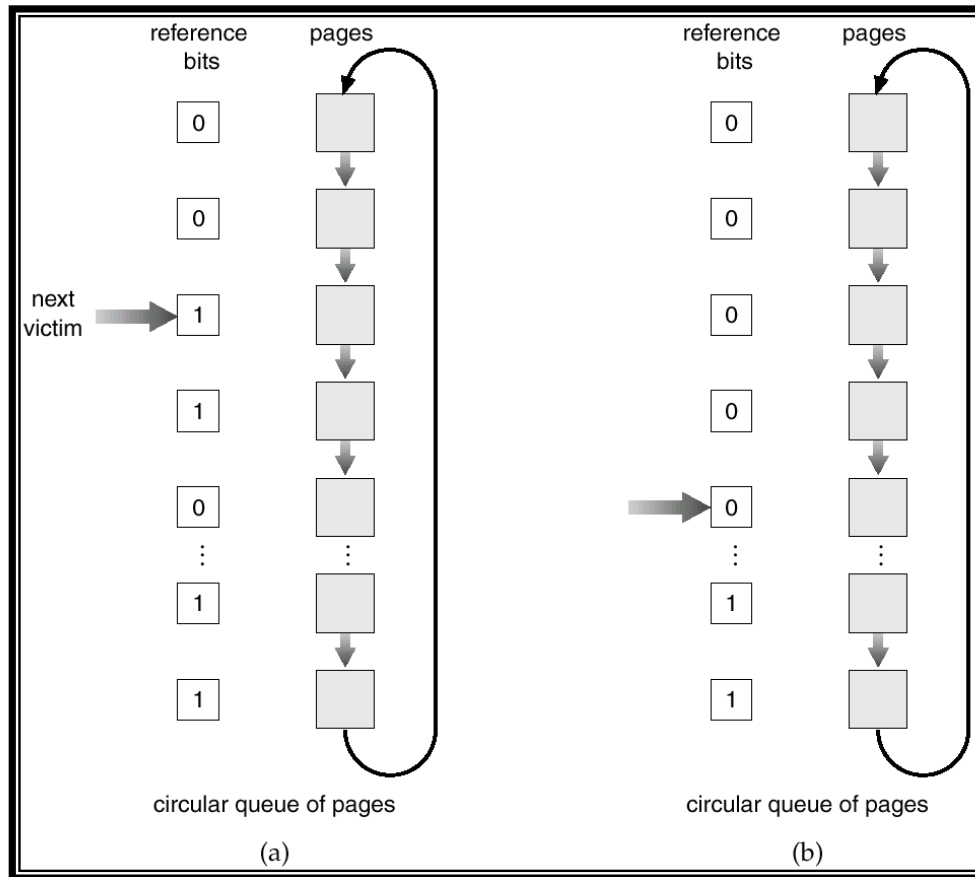 reference
bits
pages
0
0
next
victim
1
1
0
1
1
circular queue of pages
(a)
reference
bits
pages
0
0
0
0
0
1
1
circular queue of pages
(b)